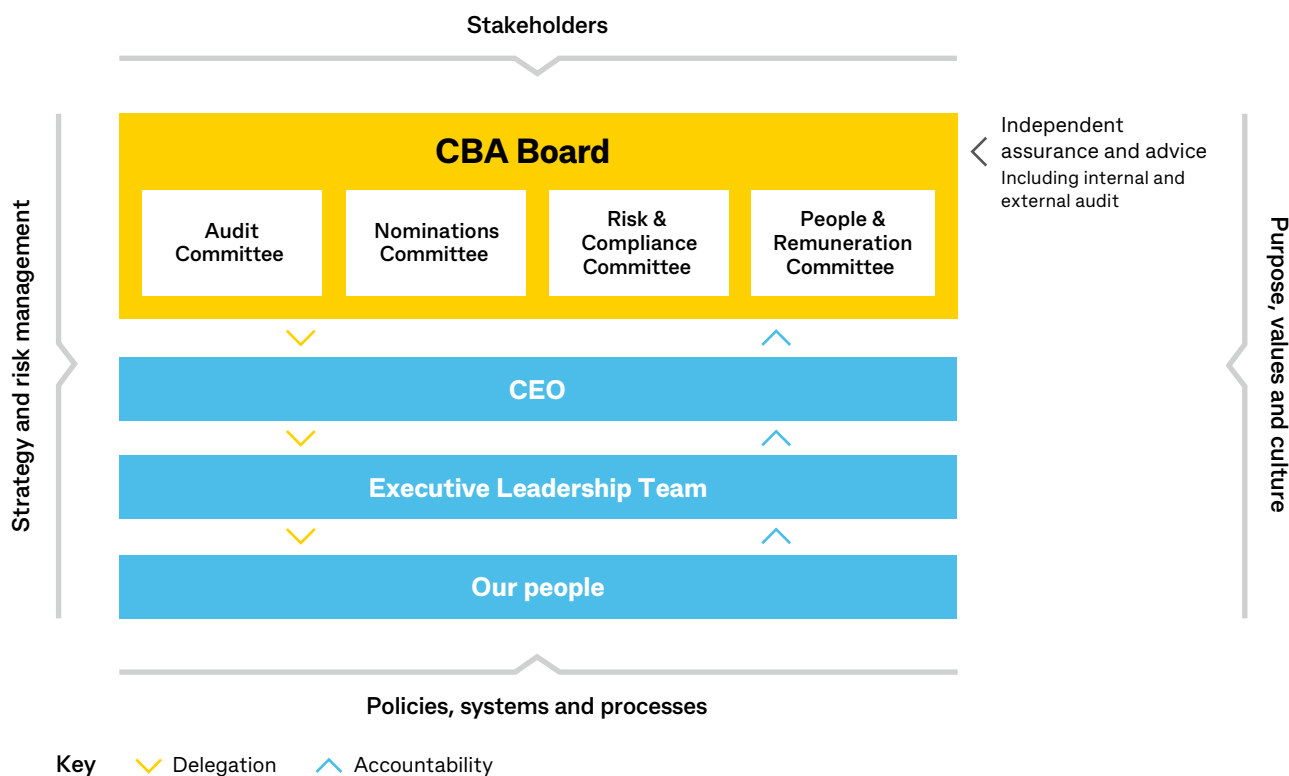 Stakeholders
CBA Board
Independent
assurance and advice
Including internal and
external audit
Audit
Committee
Nominations
Committee
Risk &
Compliance
Committee
People &
Remuneration
Committee
Strategy and risk management
Purpose, values and culture
CEO
Executive Leadership Team
Our people
Policies, systems and processes
Key
Delegation
Accountability